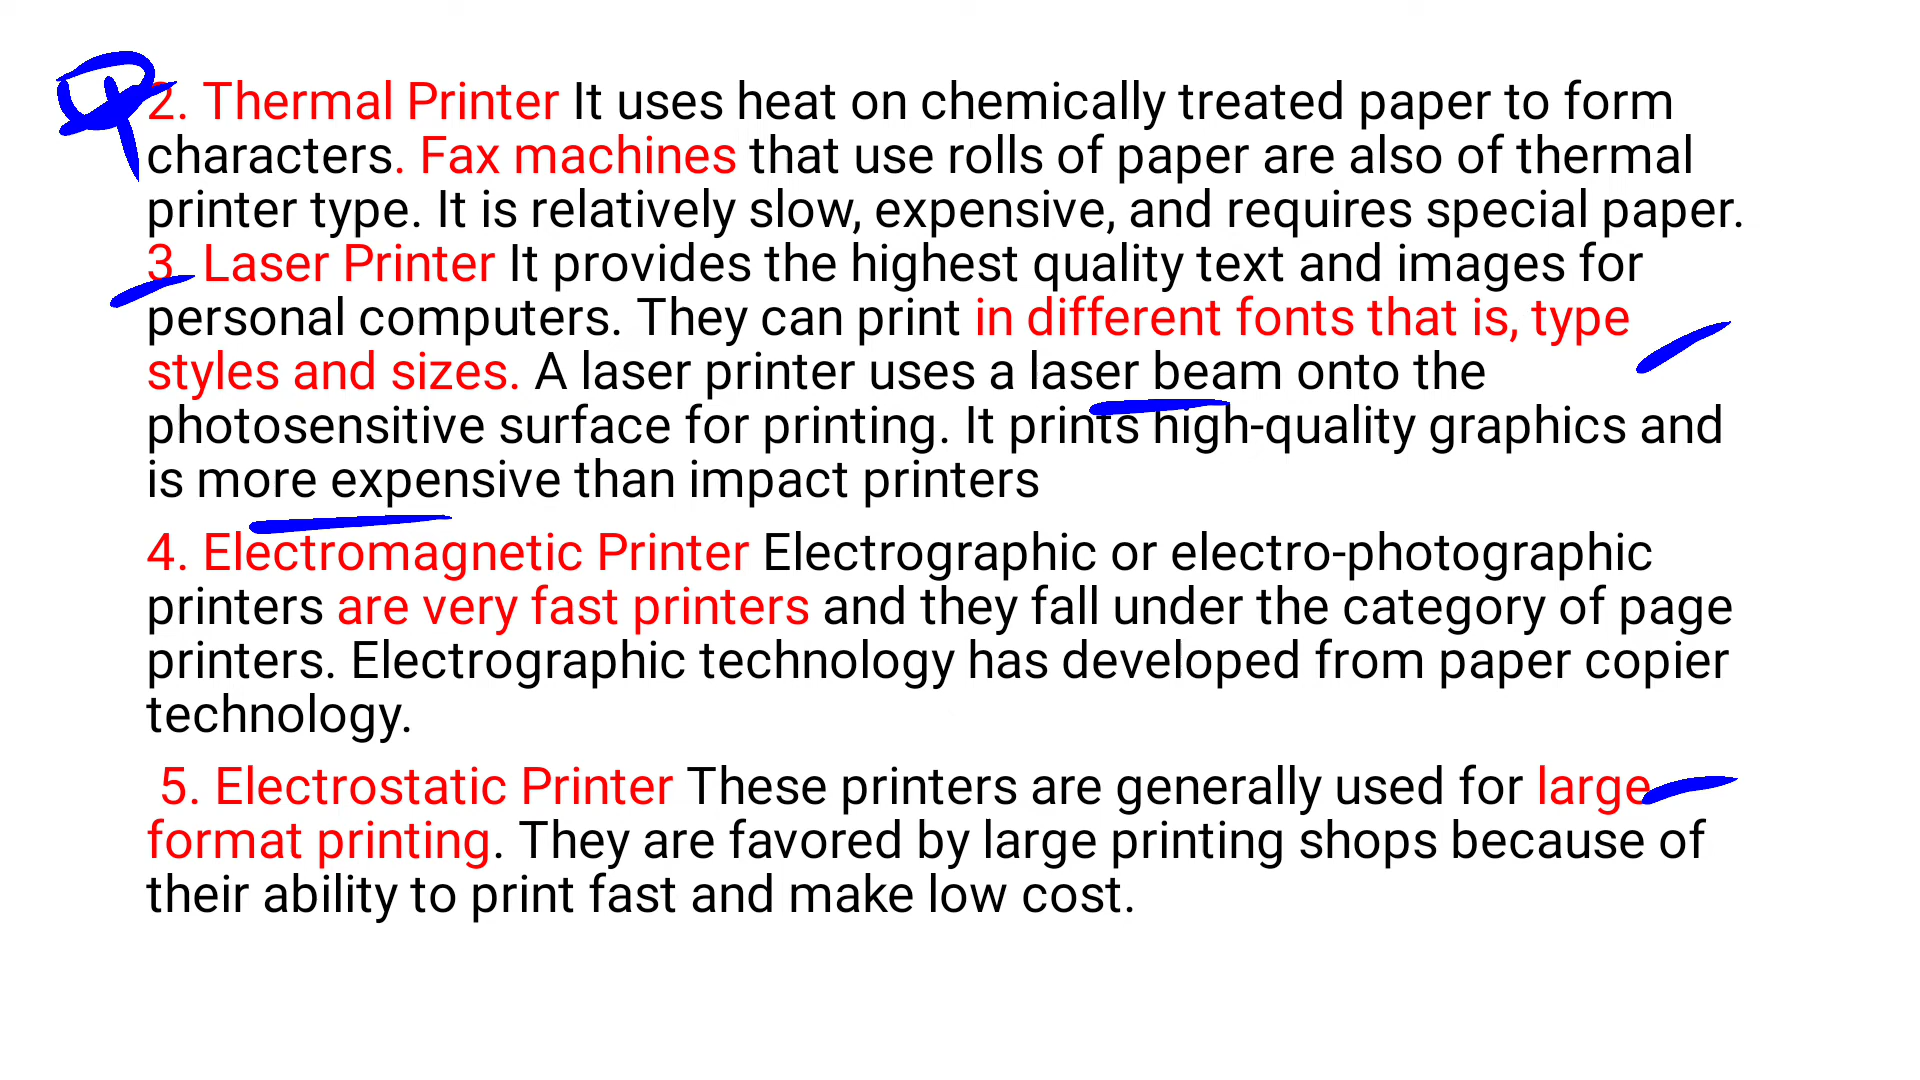 2. Thermal Printer It uses heat on chemically treated paper to form
characters. Fax machines that use rolls of paper are also of thermal
printer type. It is relatively slow, expensive, and requires special paper.
3. Laser Printer It provides the highest quality text and images for
personal computers. They can print in different fonts that is, type
styles and sizes. A laser printer uses a laser beam onto the
photosensitive surface for printing. It prints high-quality graphics and
is more expensive than impact printers
4. Electromagnetic Printer Electrographic or electro-photographic
printers are very fast printers and they fall under the category of page
printers. Electrographic technology has developed from paper copier
technology.
5. Electrostatic Printer These printers are generally used for large
format printing. They are favored by large printing shops because of
their ability to print fast and make low cost.